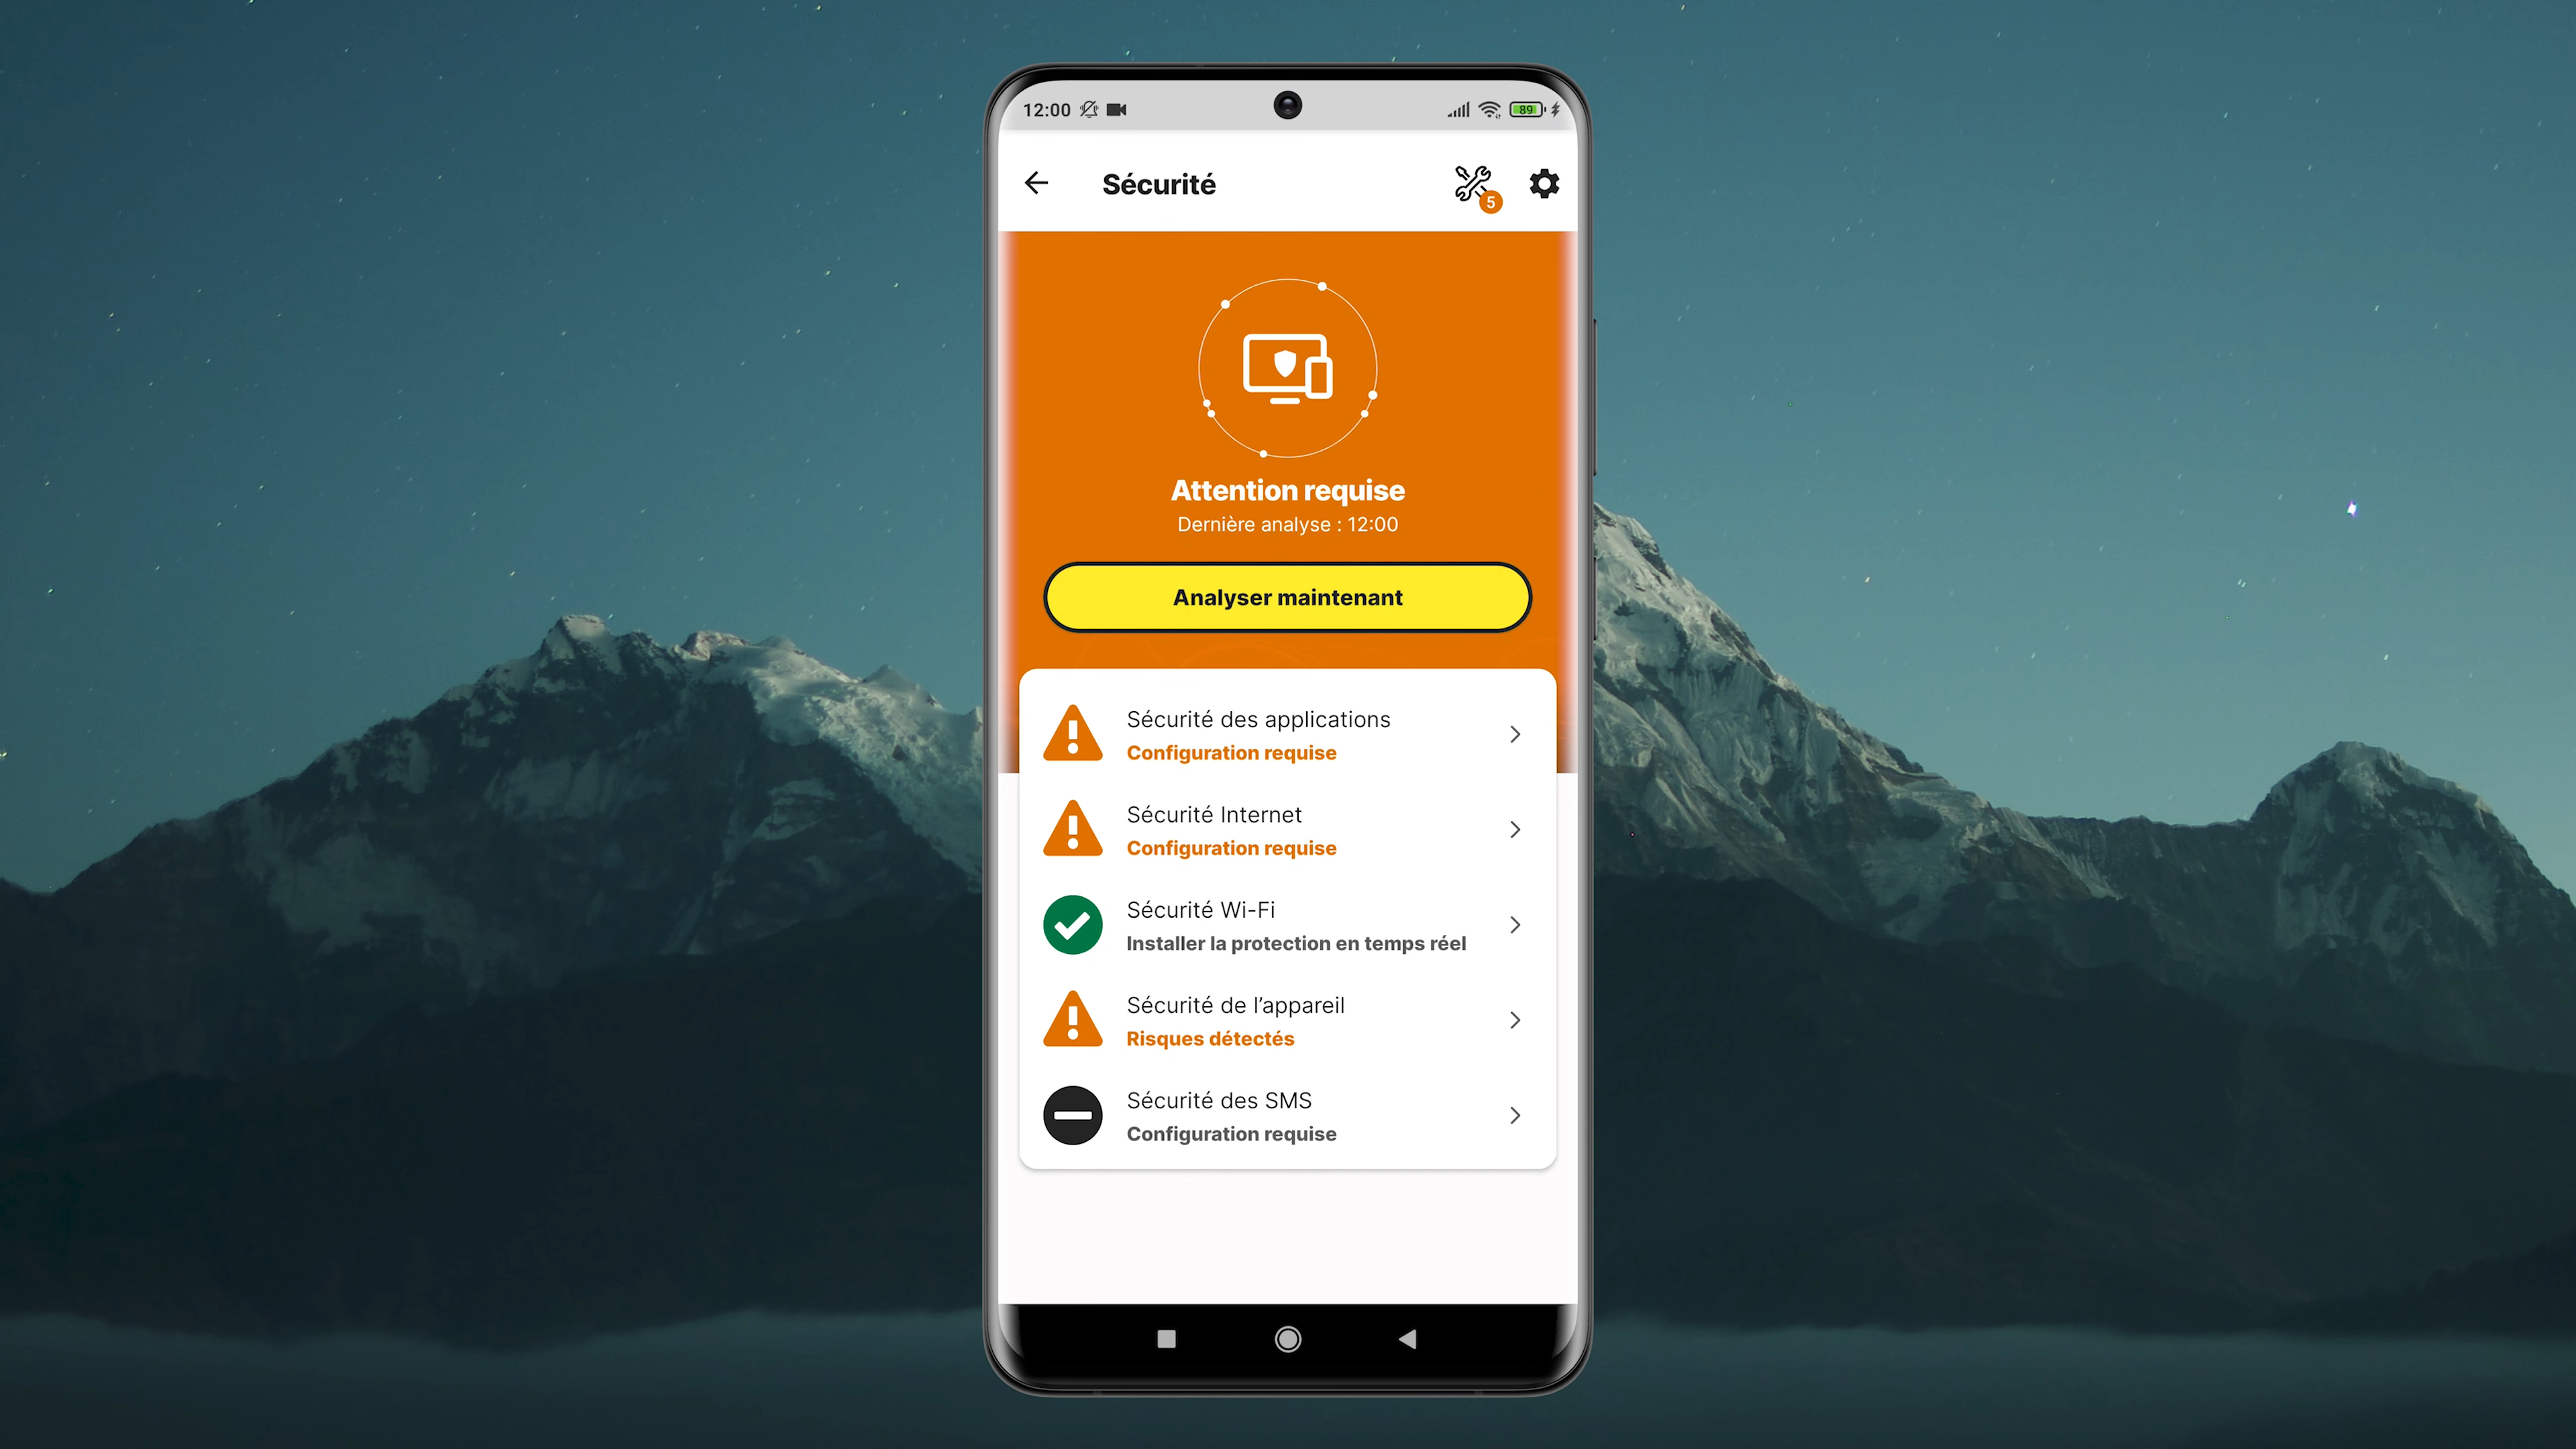 12:00
89
Sécurité
5
Attention requise
Dernière analyse : 12:00
Analyser maintenant
Sécurité des applications
Configuration requise
Sécurité Internet
Configuration requise
Sécurité Wi-Fi
Installer la protection en temps réel
Sécurité de l’appareil
Risques détectés
Sécurité des SMS
Configuration requise